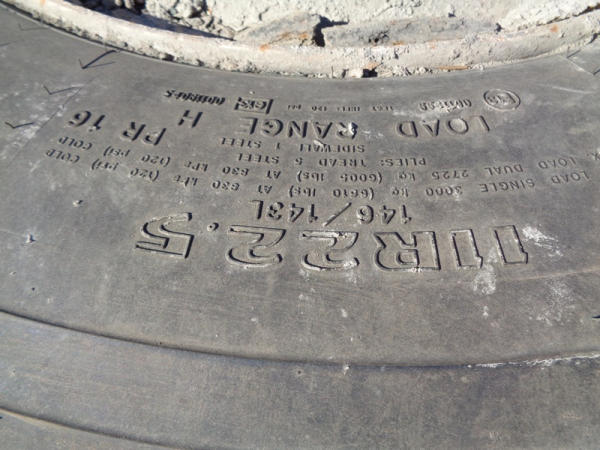 11R22.5
146/143L
LOAD SINGLE 3000 kg (6610 lbs) AT 830 kPa (120 PSI) COLD
LOAD DUAL 2725 kg (6005 lbs) AT 830 kPa (120 PSI) COLD
PLIES: TREAD 5 STEEL
SIDEWALL 1 STEEL
LOAD RANGE H PR 16